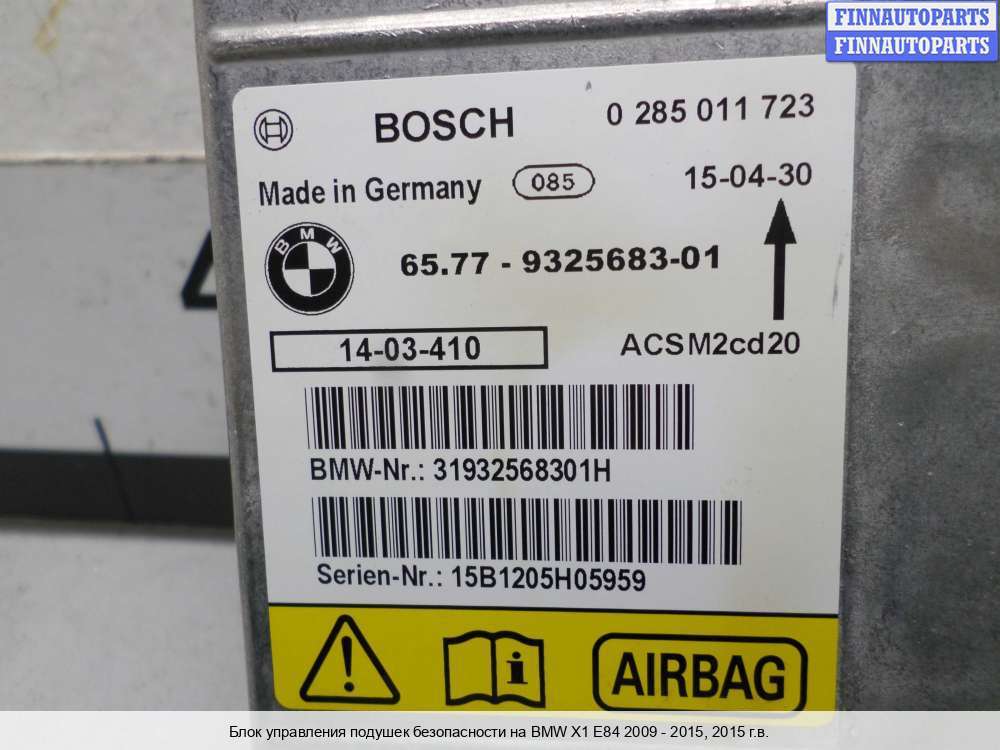 FINNAUTOPARTS
FINNAUTOPARTS
BOSCH 0 285 011 723
Made in Germany 085 15-04-30
BMW 65.77 - 9325683-01
14-03-410 ACSM2cd20
BMW-Nr.: 31932568301H
Serien-Nr.: 15B1205H05959
! i AIRBAG
Блок управления подушек безопасности на BMW X1 E84 2009 - 2015, 2015 г.в.